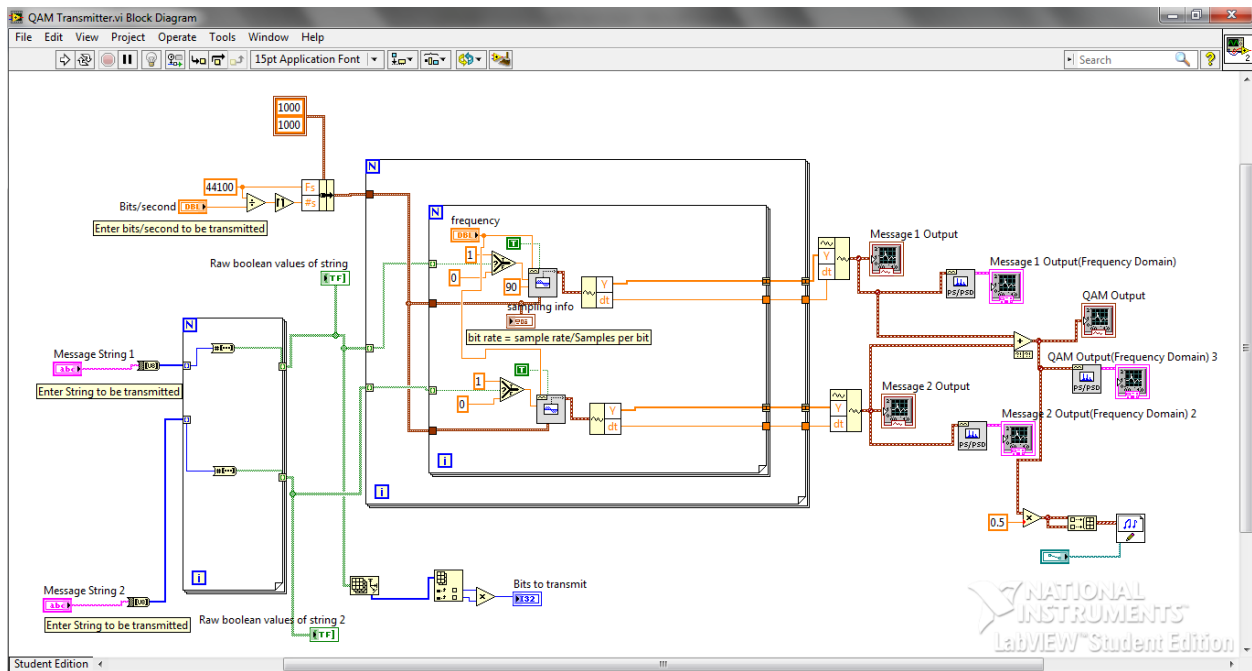 QAM Transmitter.vi Block Diagram
File Edit View Project Operate Tools Window Help
15pt Application Font
Search
2
1000
1000
44100
Fs
#s
Bits/second
DBL
Enter bits/second to be transmitted
N
N
frequency
DBL
T
1
0
90
Y
dt
sampling info
bit rate = sample rate/Samples per bit
T
1
0
Y
dt
i
i
Raw boolean values of string
TF
N
Message String 1
abc
[U8]
Enter String to be transmitted
i
Message String 2
abc
[U8]
Enter String to be transmitted
Raw boolean values of string 2
TF
Bits to transmit
I32
Y
dt
Message 1 Output
Message 1 Output(Frequency Domain)
PS/PSD
QAM Output
QAM Output(Frequency Domain) 3
PS/PSD
Y
dt
Message 2 Output
Message 2 Output(Frequency Domain) 2
PS/PSD
0.5
NATIONAL
INSTRUMENTS™
LabVIEW™ Student Edition
Student Edition